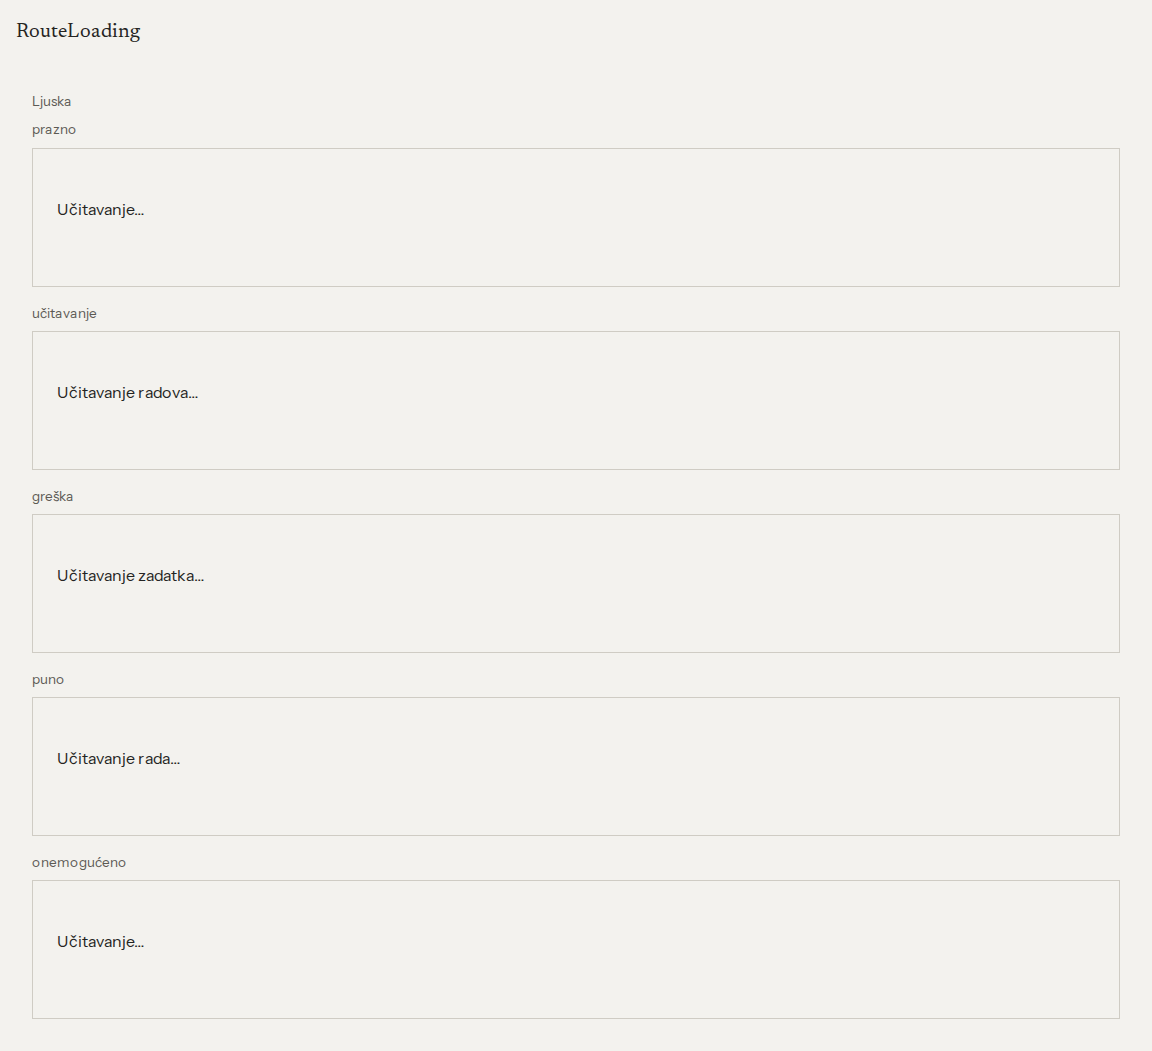 RouteLoading
Ljuska
prazno
Učitavanje...
učitavanje
Učitavanje radova...
greška
Učitavanje zadatka...
puno
Učitavanje rada...
onemogućeno
Učitavanje...